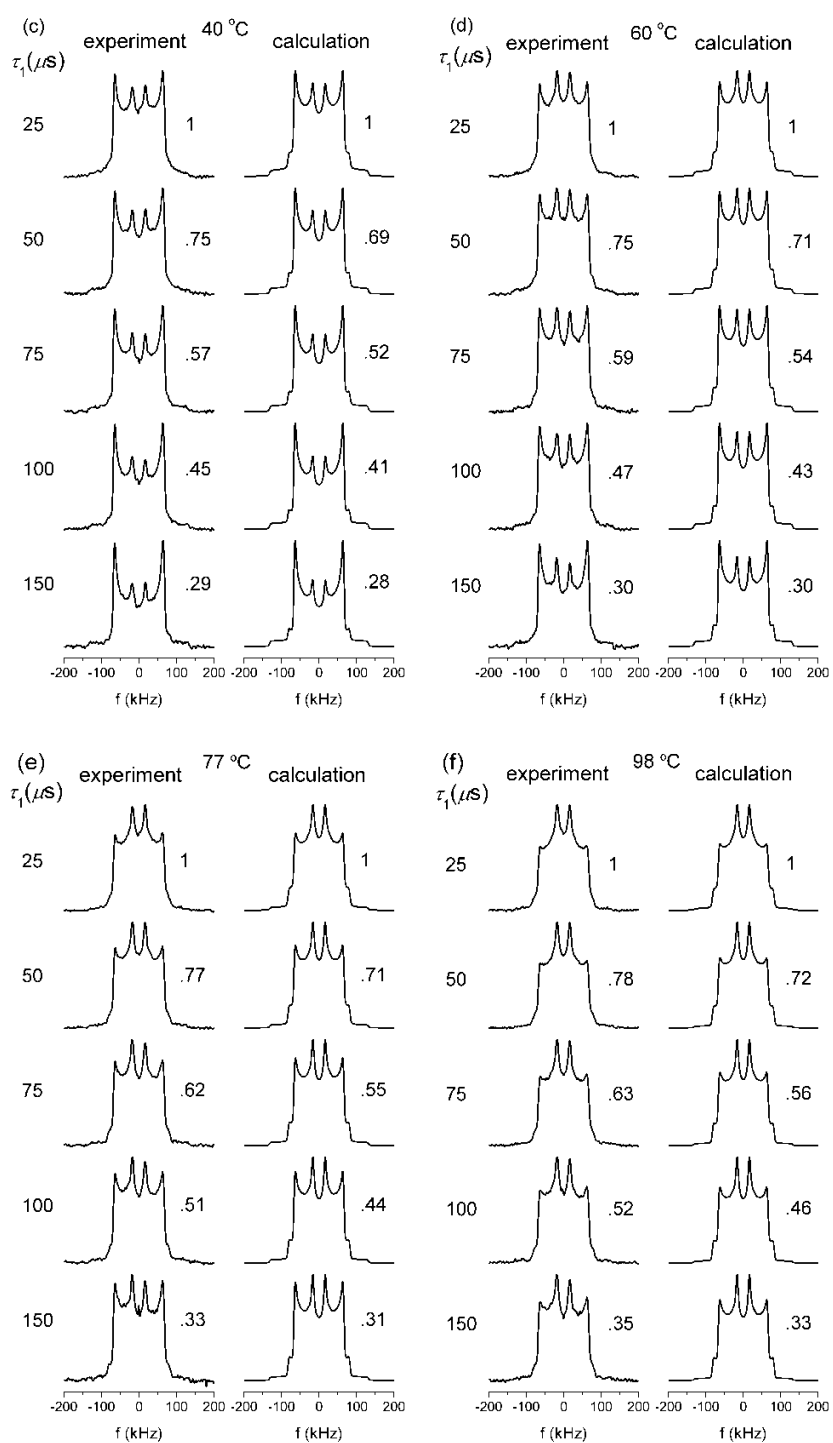 (c) experiment 40 °C calculation
τ1(μs)
25 1 1
50 .75 .69
75 .57 .52
100 .45 .41
150 .29 .28
-200 -100 0 100 200 -200 -100 0 100 200
f (kHz) f (kHz)
(d) experiment 60 °C calculation
τ1(μs)
25 1 1
50 .75 .71
75 .59 .54
100 .47 .43
150 .30 .30
-200 -100 0 100 200 -200 -100 0 100 200
f (kHz) f (kHz)
(e) experiment 77 °C calculation
τ1(μs)
25 1 1
50 .77 .71
75 .62 .55
100 .51 .44
150 .33 .31
-200 -100 0 100 200 -200 -100 0 100 200
f (kHz) f (kHz)
(f) experiment 98 °C calculation
τ1(μs)
25 1 1
50 .78 .72
75 .63 .56
100 .52 .46
150 .35 .33
-200 -100 0 100 200 -200 -100 0 100 200
f (kHz) f (kHz)